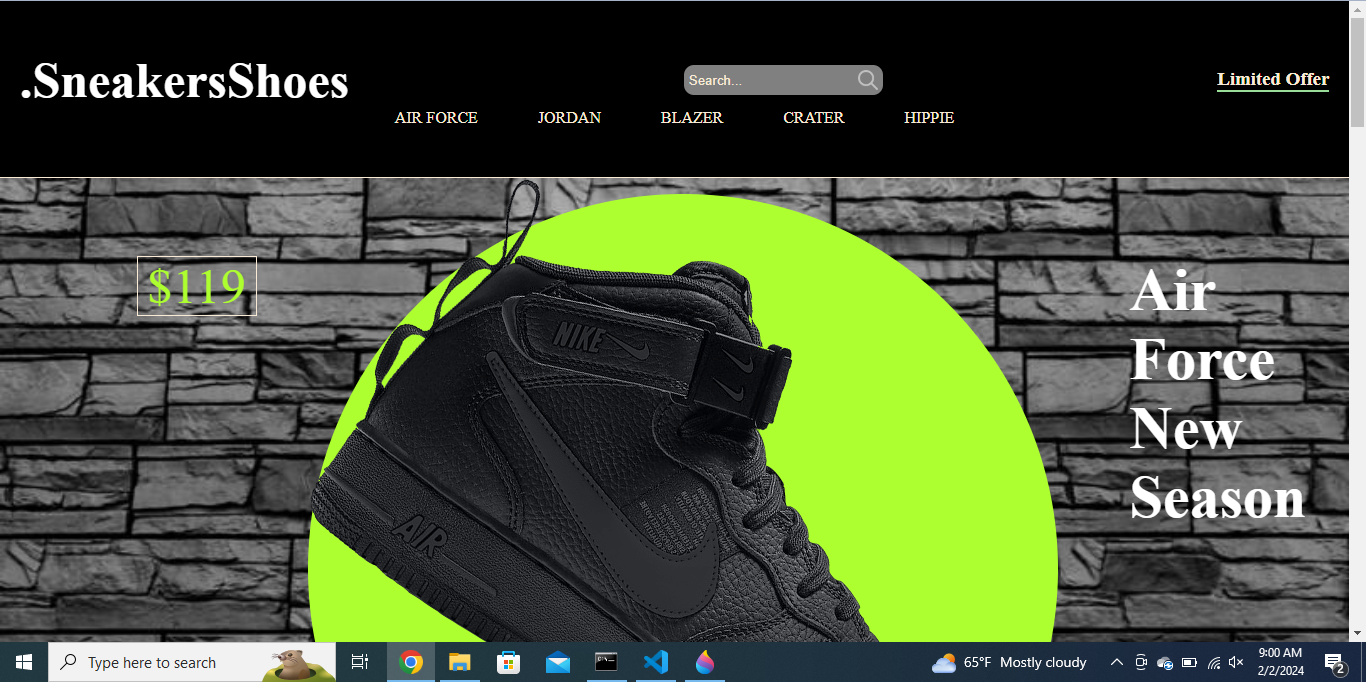 .SneakersShoes
Search...
Limited Offer
AIR FORCE JORDAN BLAZER CRATER HIPPIE
$119
Air
Force
New
Season
NIKE
AIR
Type here to search
65°F Mostly cloudy
9:00 AM
2/2/2024
2